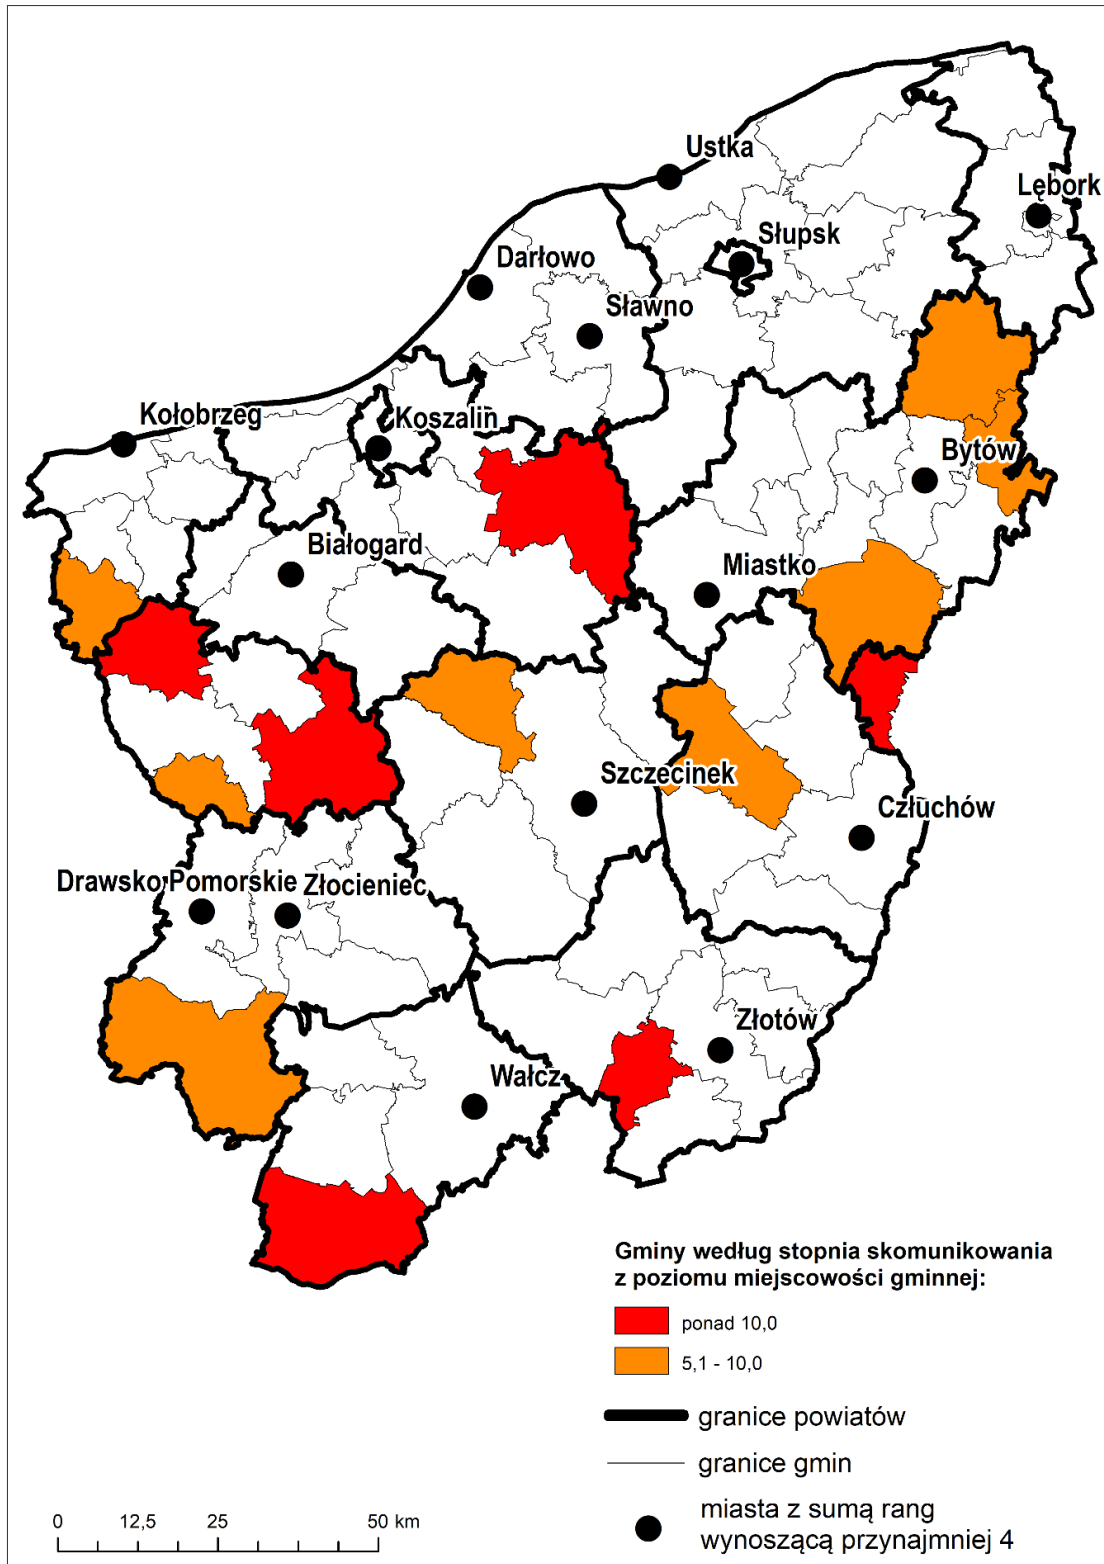 Ustka
Lębork
Słupsk
Darłowo
Sławno
Kołobrzeg
Koszalin
Bytów
Białogard
Miastko
Szczecinek
Człuchów
Drawsko Pomorskie
Złocieniec
Złotów
Wałcz
Gminy według stopnia skomunikowania
z poziomu miejscowości gminnej:
ponad 10,0
5,1 - 10,0
granice powiatów
granice gmin
miasta z sumą rang
wynoszącą przynajmniej 4
0 12,5 25 50 km